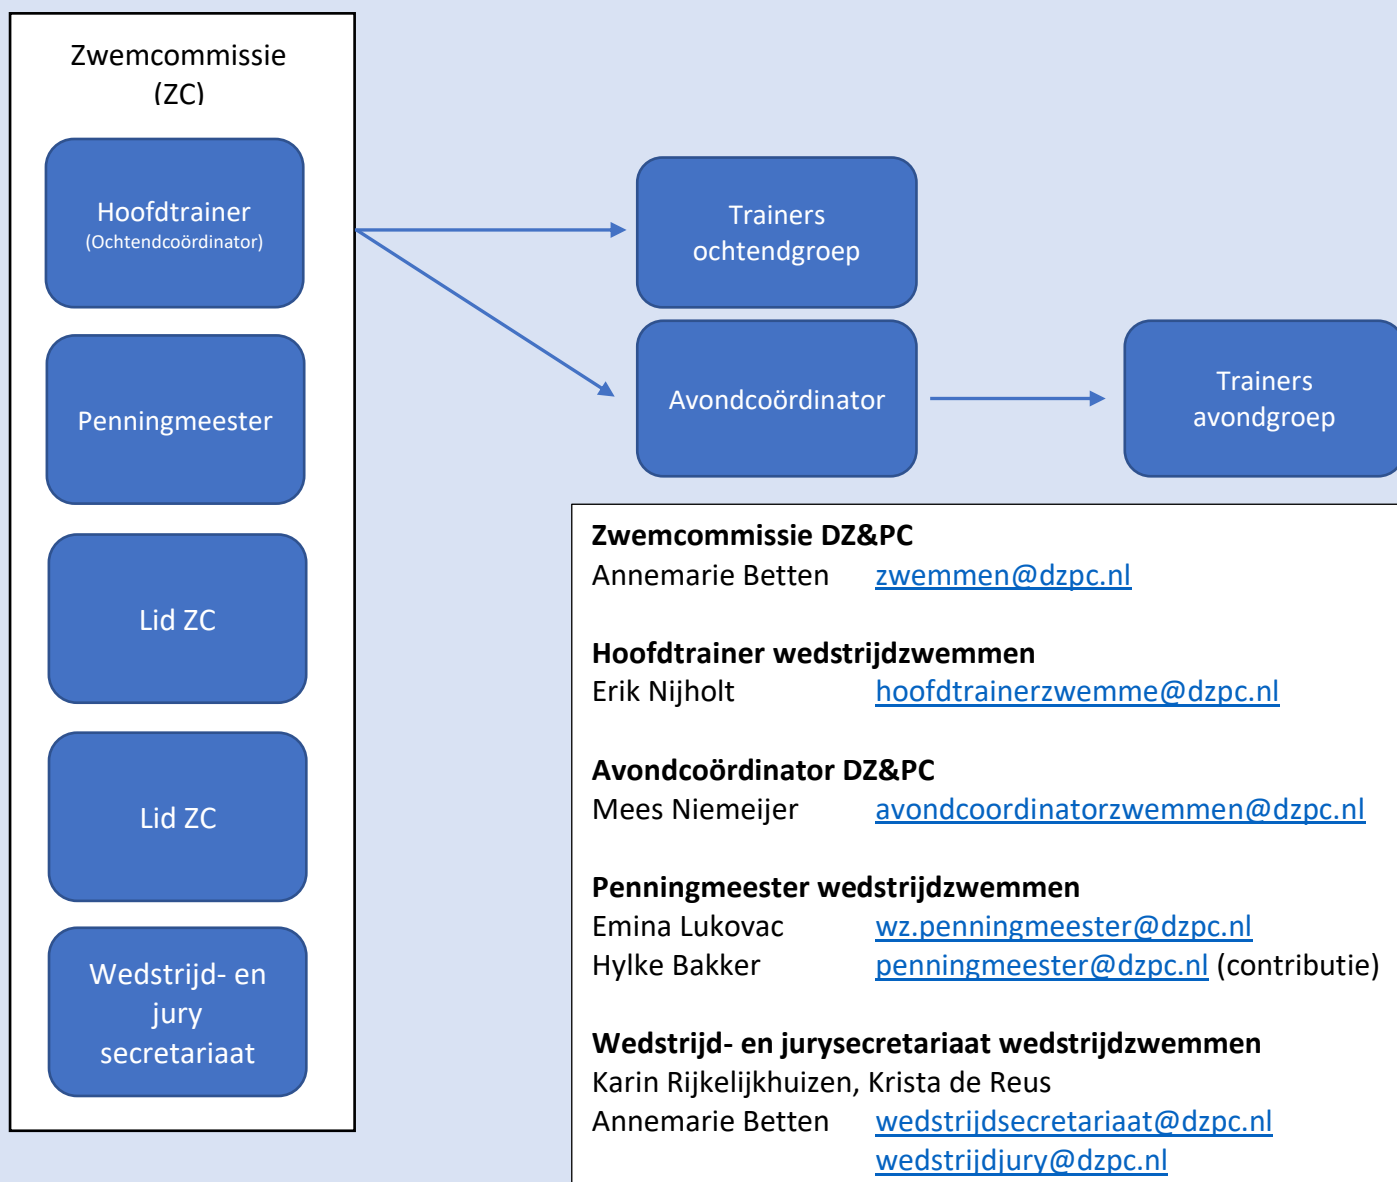 Zwemcommissie
(ZC)
Hoofdtrainer
(Ochtendcoördinator)
Penningmeester
Lid ZC
Lid ZC
Wedstrijd- en
jury
secretariaat
Trainers
ochtendgroep
Avondcoördinator
Trainers
avondgroep
Zwemcommissie DZ&PC
Annemarie Betten zwemmen@dzpc.nl
Hoofdtrainer wedstrijdzwemmen
Erik Nijholt hoofdtrainerzwemme@dzpc.nl
Avondcoördinator DZ&PC
Mees Niemeijer avondcoordinatorzwemmen@dzpc.nl
Penningmeester wedstrijdzwemmen
Emina Lukovac wz.penningmeester@dzpc.nl
Hylke Bakker penningmeester@dzpc.nl (contributie)
Wedstrijd- en jurysecretariaat wedstrijdzwemmen
Karin Rijkelijkhuizen, Krista de Reus
Annemarie Betten wedstrijdsecretariaat@dzpc.nl
wedstrijdjury@dzpc.nl